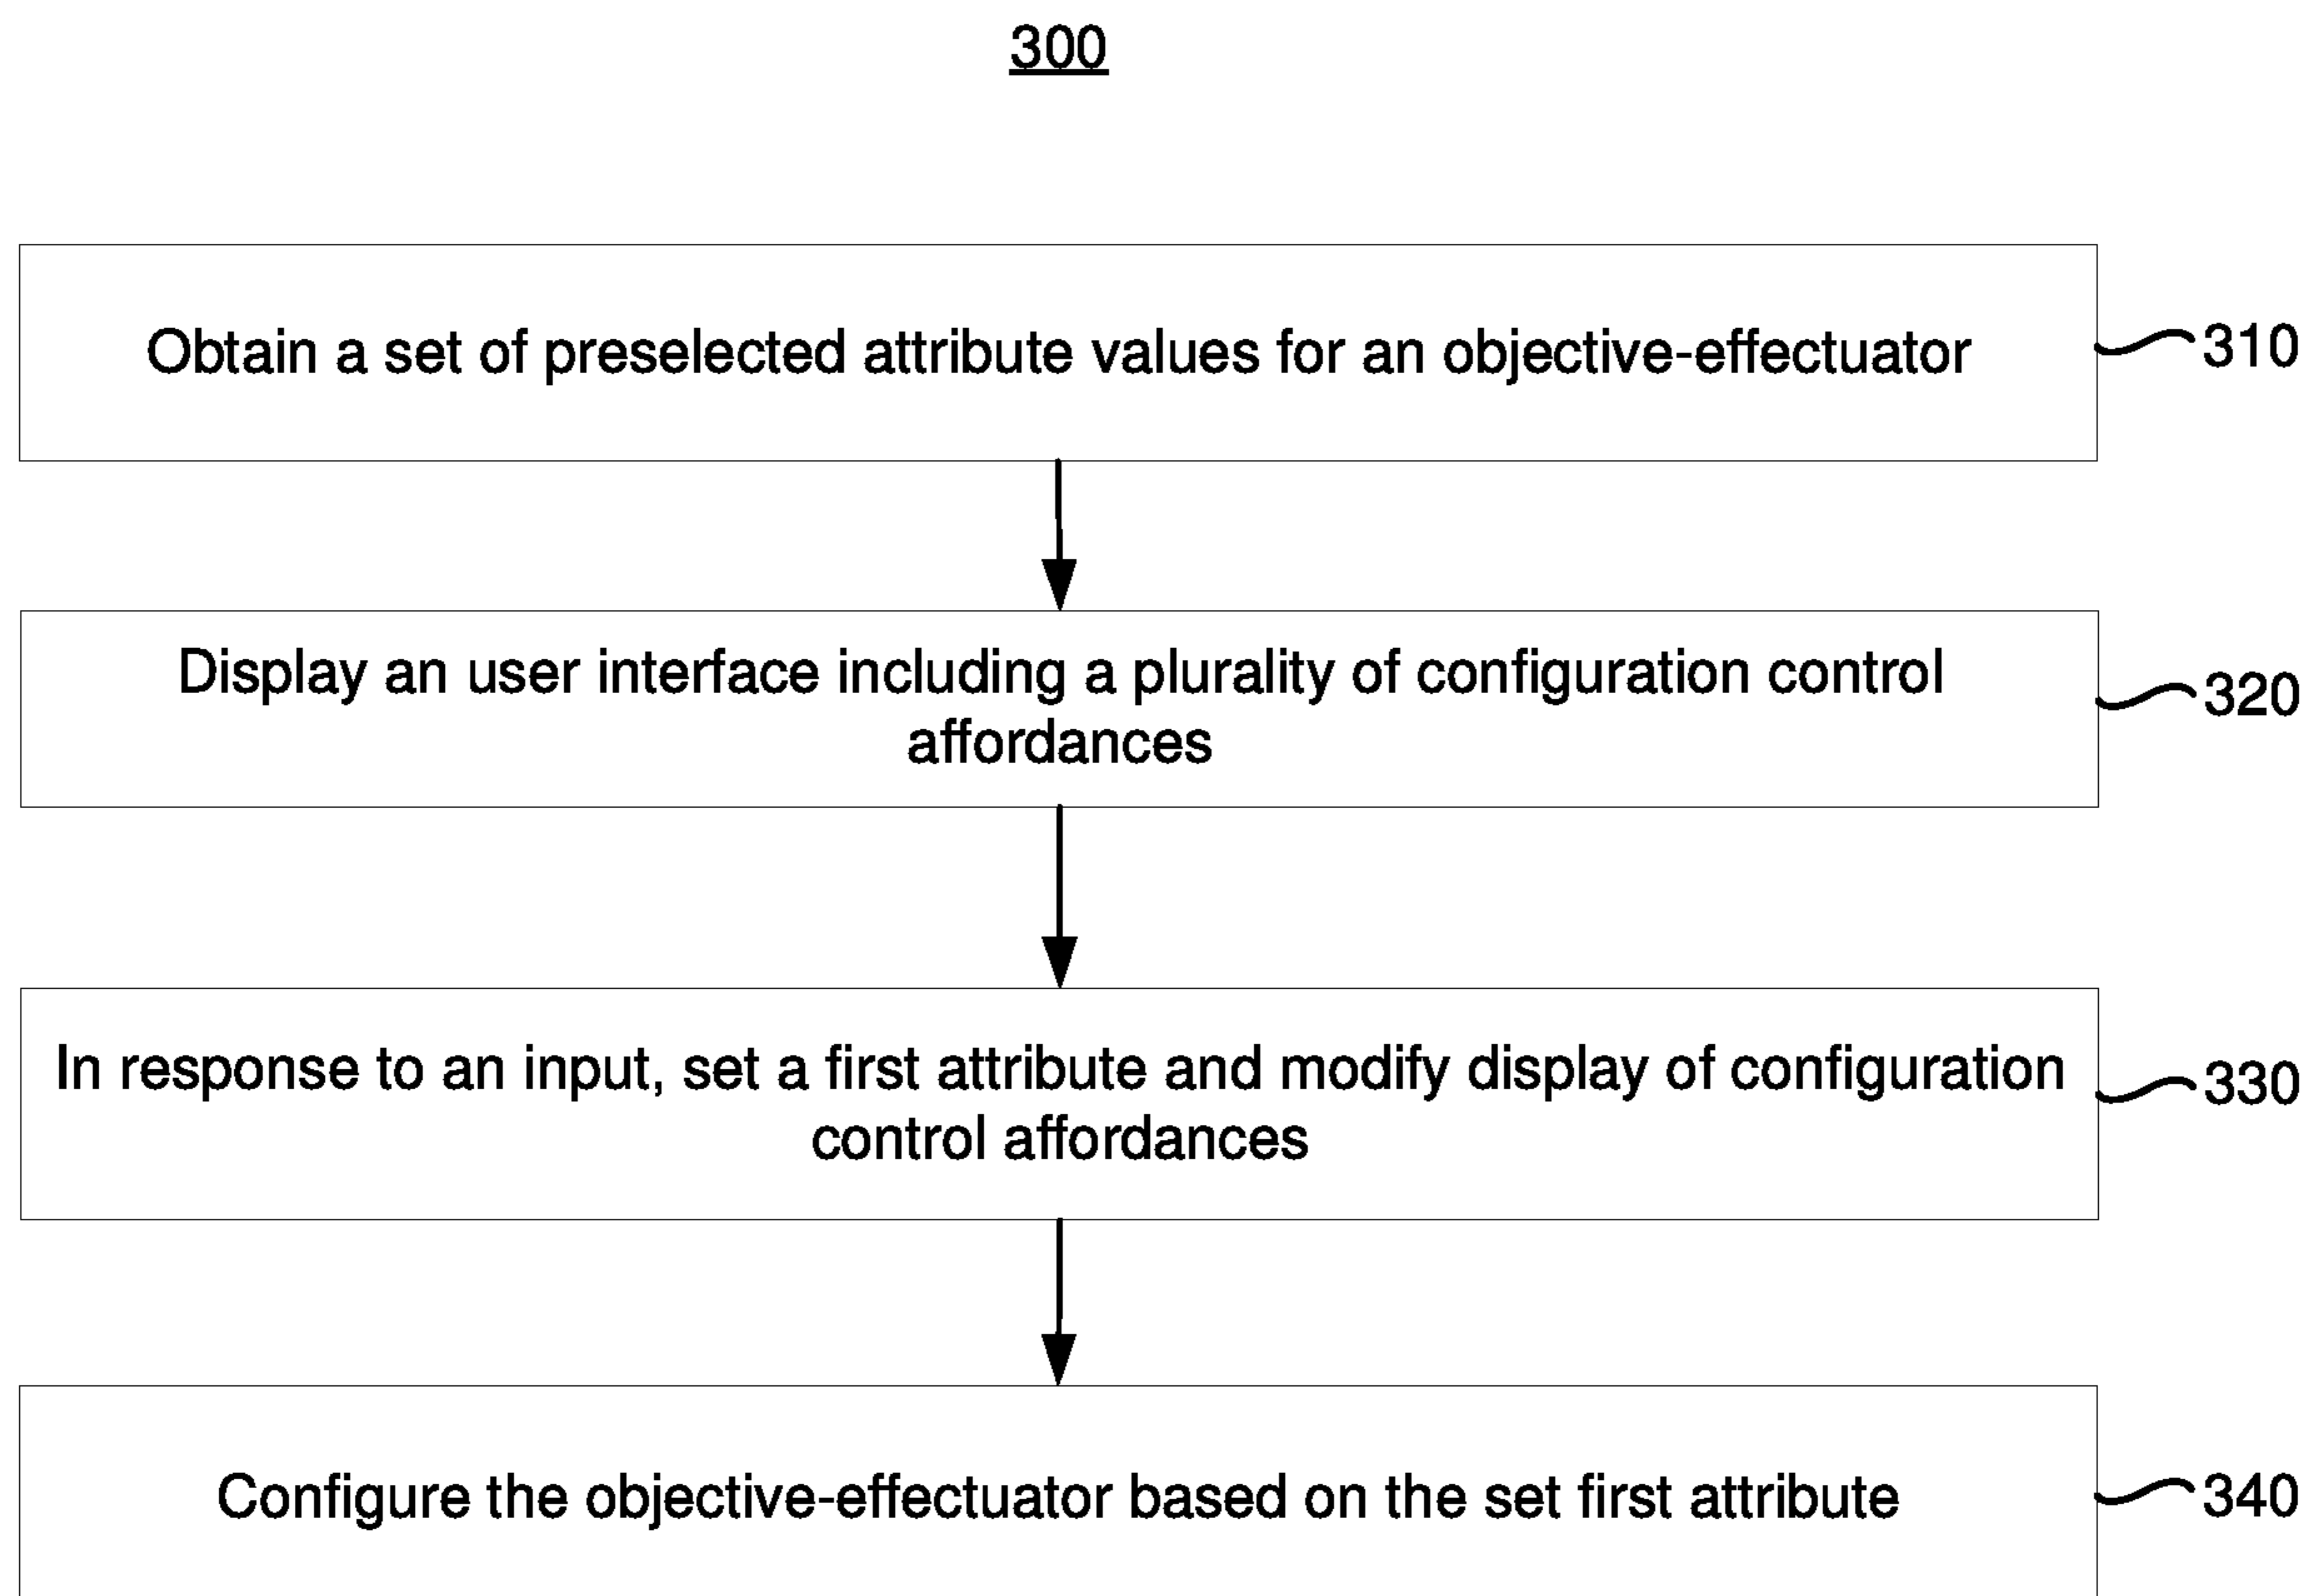 300
Obtain a set of preselected attribute values for an objective-effectuator
310
Display an user interface including a plurality of configuration control
affordances
320
In response to an input, set a first attribute and modify display of configuration
control affordances
330
Configure the objective-effectuator based on the set first attribute
340